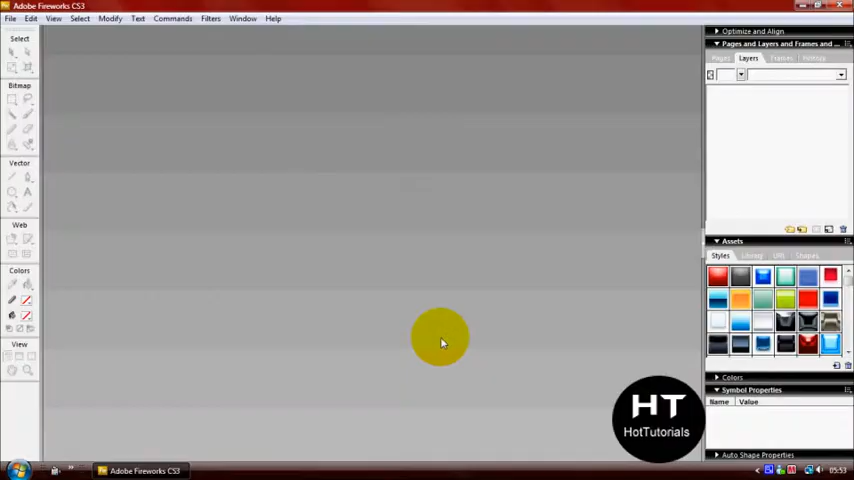 Adobe Fireworks CS3
File Edit View Select Modify Text Commands Filters Window Help
Select
Bitmap
Vector
Web
Colors
View
Optimize and Align
Pages and Layers and Frames and ...
Pages Layers Frames History
Assets
Styles Library URL Shapes
Colors
Symbol Properties
Name Value
Auto Shape Properties
HT
HotTutorials
Adobe Fireworks CS3
05:53